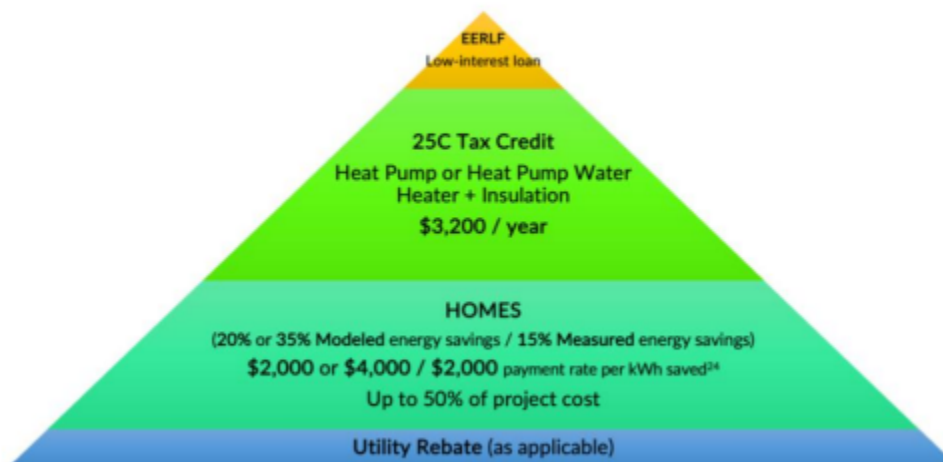 EERLF
Low-interest loan
25C Tax Credit
Heat Pump or Heat Pump Water
Heater + Insulation
$3,200 / year
HOMES
(20% or 35% Modeled energy savings / 15% Measured energy savings)
$2,000 or $4,000 / $2,000 payment rate per kWh saved²⁴
Up to 50% of project cost
Utility Rebate (as applicable)